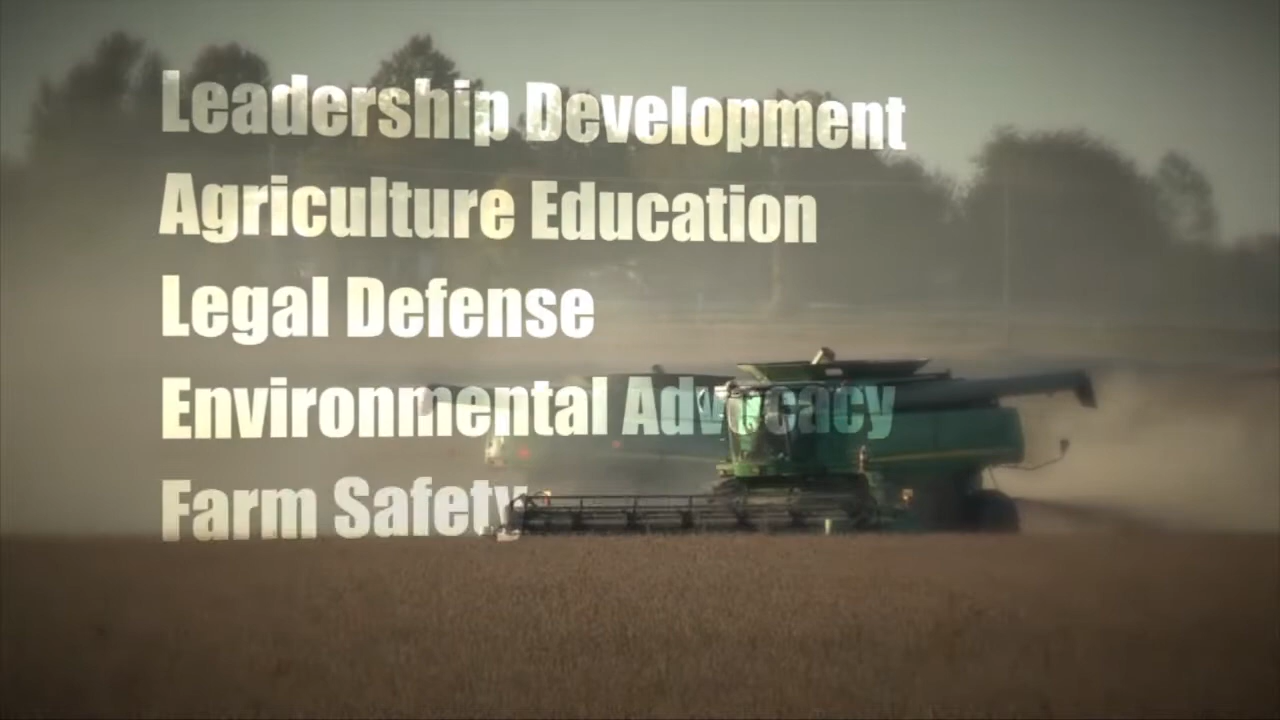 Leadership Development
Agriculture Education
Legal Defense
Environmental Advocacy
Farm Safety